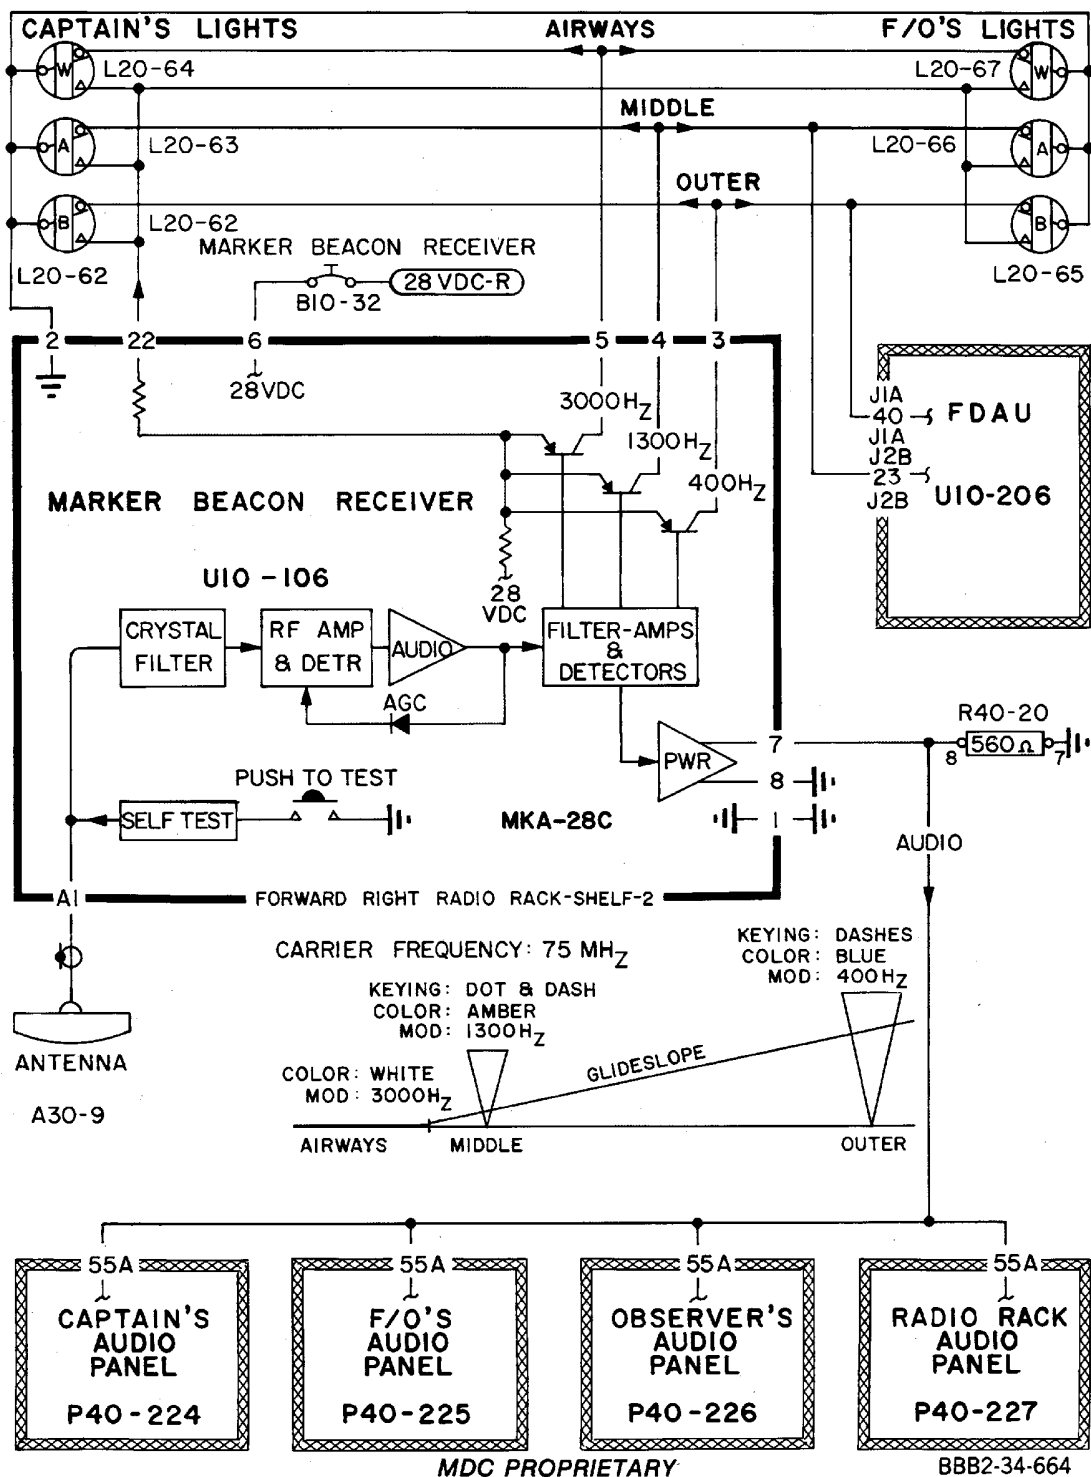 CAPTAIN'S LIGHTS
AIRWAYS
F/O'S LIGHTS
W
L20-64
L20-67
W
MIDDLE
A
L20-63
L20-66
A
OUTER
B
L20-62
B
L20-62
L20-65
MARKER BEACON RECEIVER
B10-32
28 VDC-R
2
22
6
5
4
3
28VDC
3000HZ
1300HZ
400HZ
J1A
40
J1A
FDAU
J2B
23
J2B
U10-206
MARKER BEACON RECEIVER
U10-106
28
VDC
CRYSTAL
FILTER
RF AMP
& DETR
AUDIO
FILTER-AMPS
&
DETECTORS
AGC
PWR
7
8
1
R40-20
8
560Ω
7
PUSH TO TEST
SELF TEST
MKA-28C
AUDIO
A1
FORWARD RIGHT RADIO RACK-SHELF-2
CARRIER FREQUENCY: 75 MHZ
KEYING: DASHES
COLOR: BLUE
MOD: 400HZ
KEYING: DOT & DASH
COLOR: AMBER
MOD: 1300HZ
ANTENNA
A30-9
COLOR: WHITE
MOD: 3000HZ
GLIDESLOPE
AIRWAYS
MIDDLE
OUTER
55A
CAPTAIN'S
AUDIO
PANEL
P40-224
55A
F/O'S
AUDIO
PANEL
P40-225
55A
OBSERVER'S
AUDIO
PANEL
P40-226
55A
RADIO RACK
AUDIO
PANEL
P40-227
MDC PROPRIETARY
BBB2-34-664